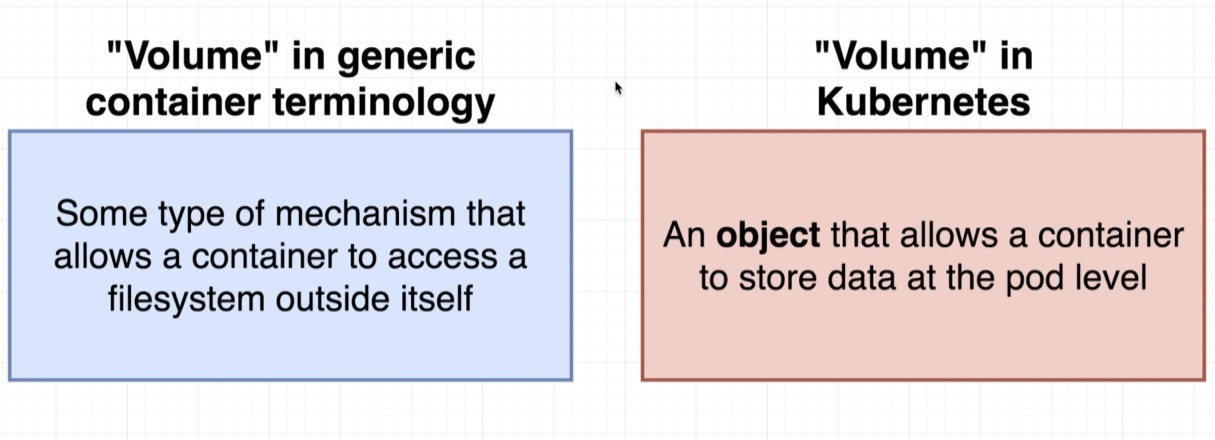 "Volume" in generic
container terminology
Some type of mechanism that
allows a container to access a
filesystem outside itself
"Volume" in
Kubernetes
An object that allows a container
to store data at the pod level